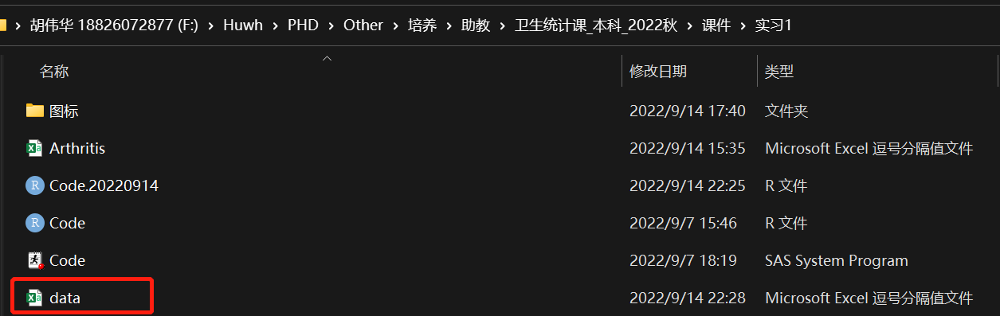 胡伟华 18826072877 (F:) › Huwh › PHD › Other › 培养 › 助教 › 卫生统计课_本科_2022秋 › 课件 › 实习1
名称 修改日期 类型
图标 2022/9/14 17:40 文件夹
Arthritis 2022/9/14 15:35 Microsoft Excel 逗号分隔值文件
Code.20220914 2022/9/14 22:25 R 文件
Code 2022/9/7 15:46 R 文件
Code 2022/9/7 18:19 SAS System Program
data 2022/9/14 22:28 Microsoft Excel 逗号分隔值文件